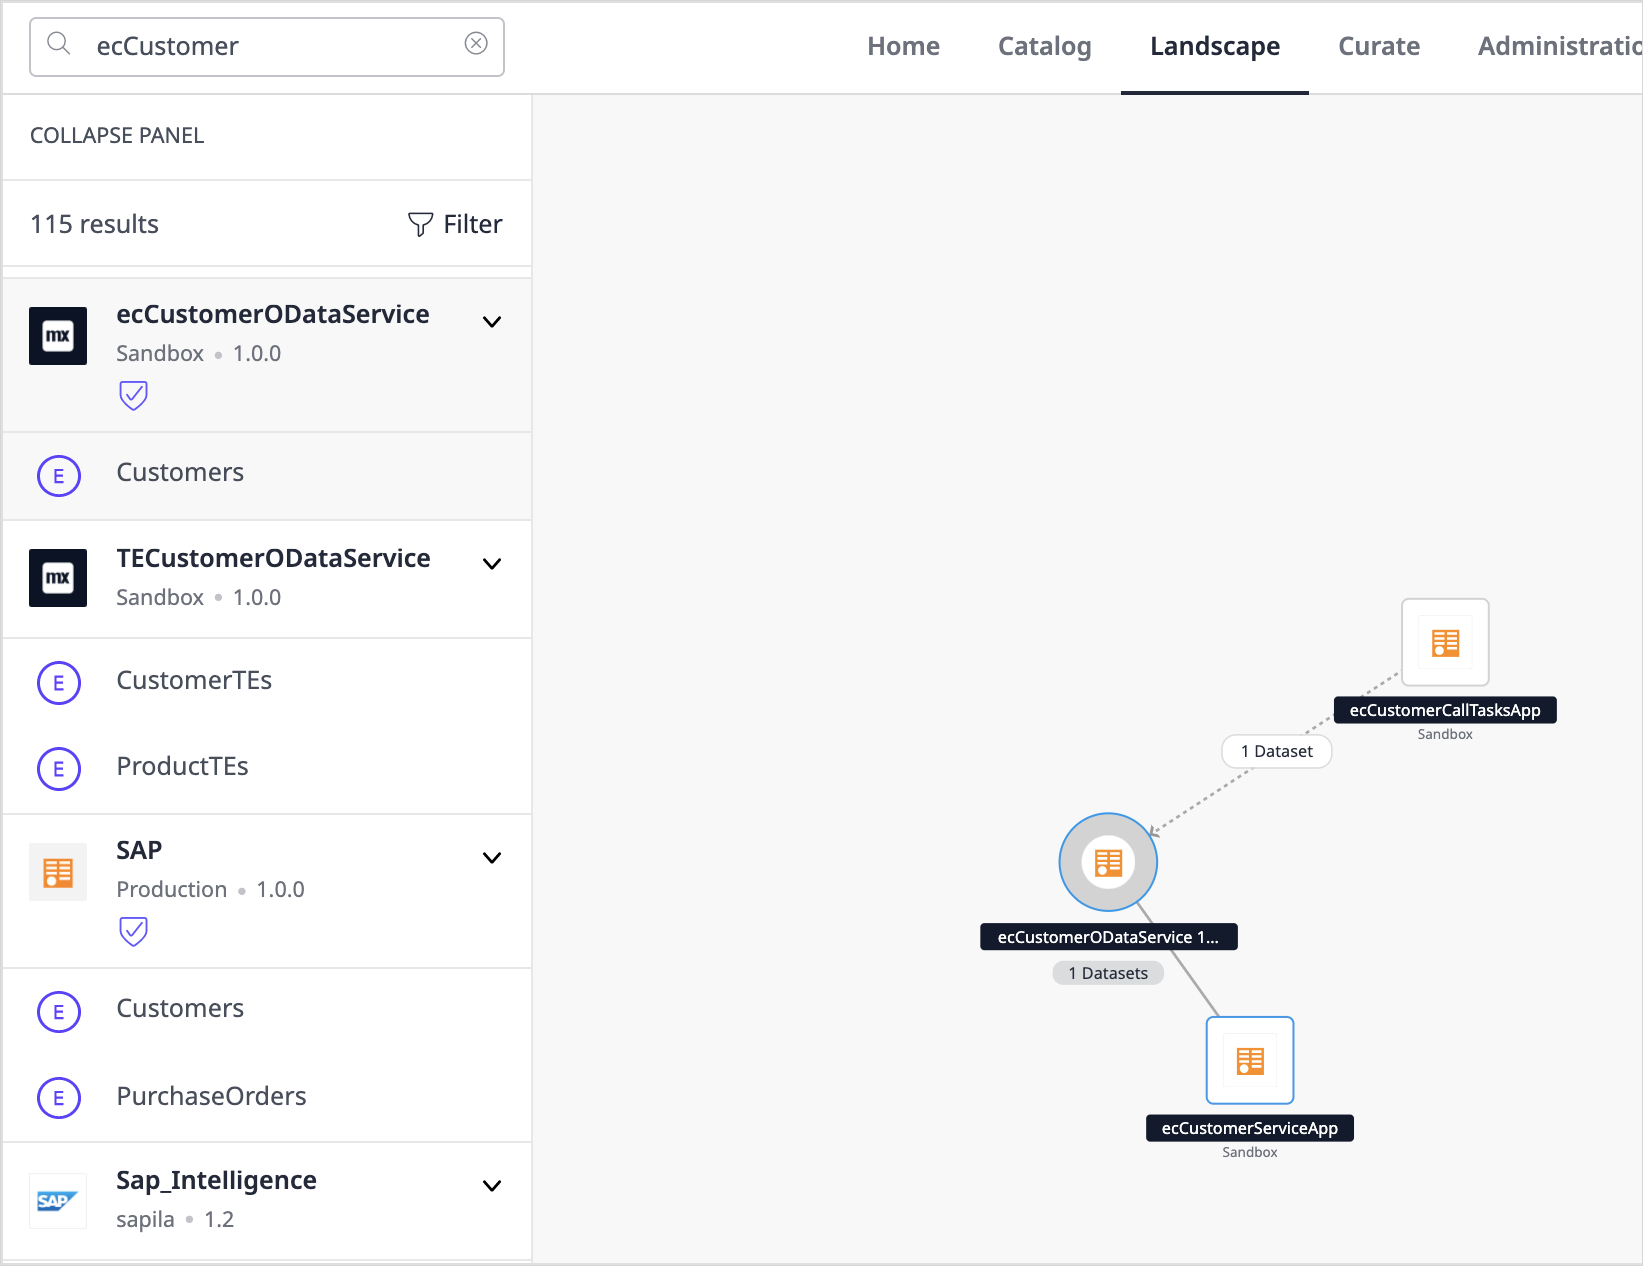 ecCustomer
Home Catalog Landscape Curate Administratio
COLLAPSE PANEL
115 results Filter
mx
ecCustomerODataService
Sandbox • 1.0.0
E Customers
mx
TECustomerODataService
Sandbox • 1.0.0
E CustomerTEs
E ProductTEs
SAP
Production • 1.0.0
E Customers
E PurchaseOrders
SAP
Sap_Intelligence
sapila • 1.2
ecCustomerCallTasksApp
Sandbox
1 Dataset
ecCustomerODataService 1...
1 Datasets
ecCustomerServiceApp
Sandbox